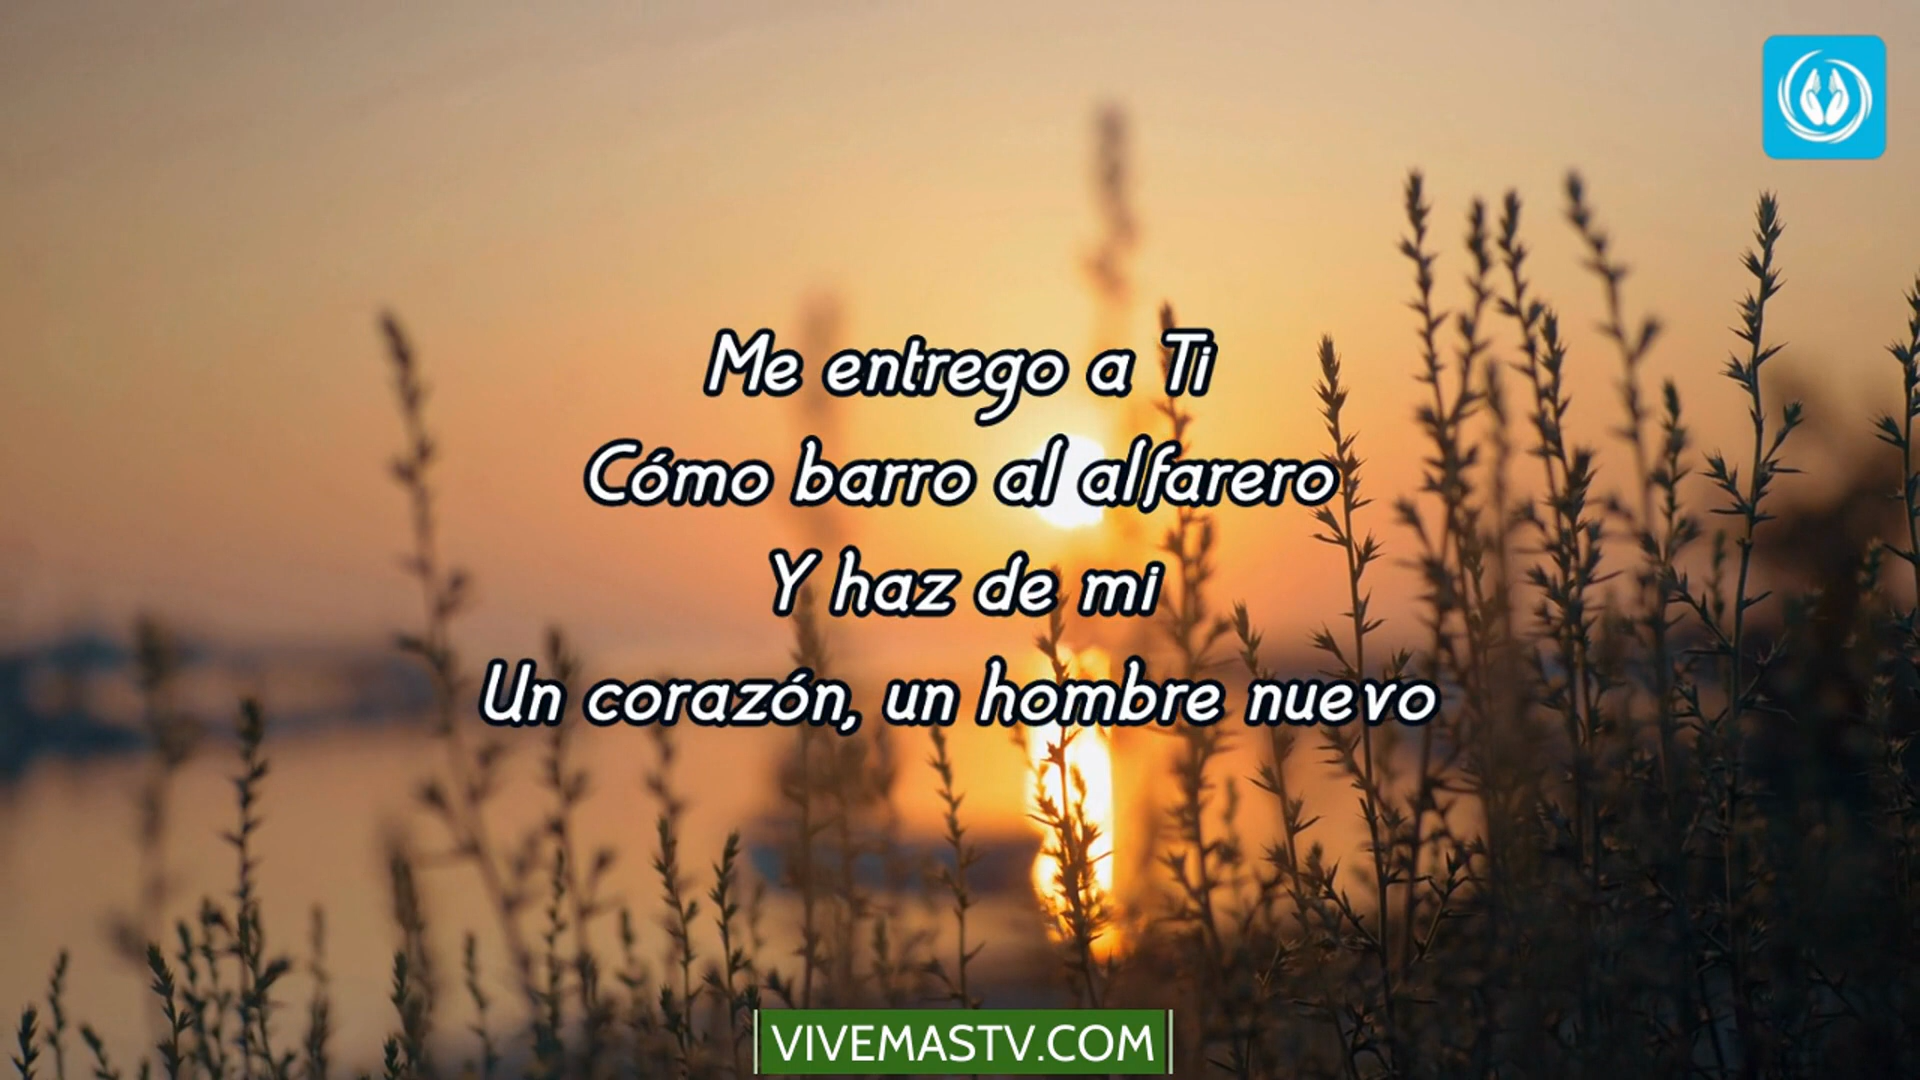 Me entrego a Ti
Cómo barro al alfarero
Y haz de mi
Un corazón, un hombre nuevo
VIVEMASTV.COM